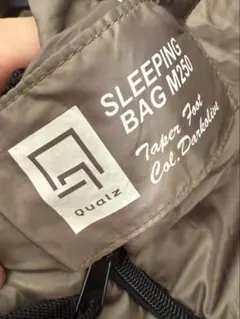 SLEEPING
BAG M250
Taper Foot
Col. Darkolive
Qualz